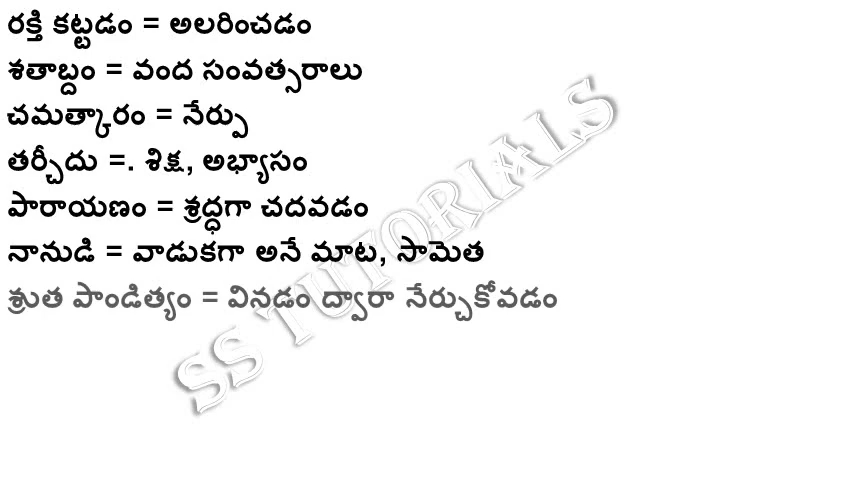 రక్తి కట్టడం = అలరించడం
శతాబ్దం = వంద సంవత్సరాలు
చమత్కారం = నేర్పు
తర్ఫీదు =. శిక్ష, అభ్యాసం
పారాయణం = శ్రద్ధగా చదవడం
నానుడి = వాడుకగా అనే మాట, సామెత
శ్రుత పాండిత్యం = వినడం ద్వారా నేర్చుకోవడం
SS TUTORIALS